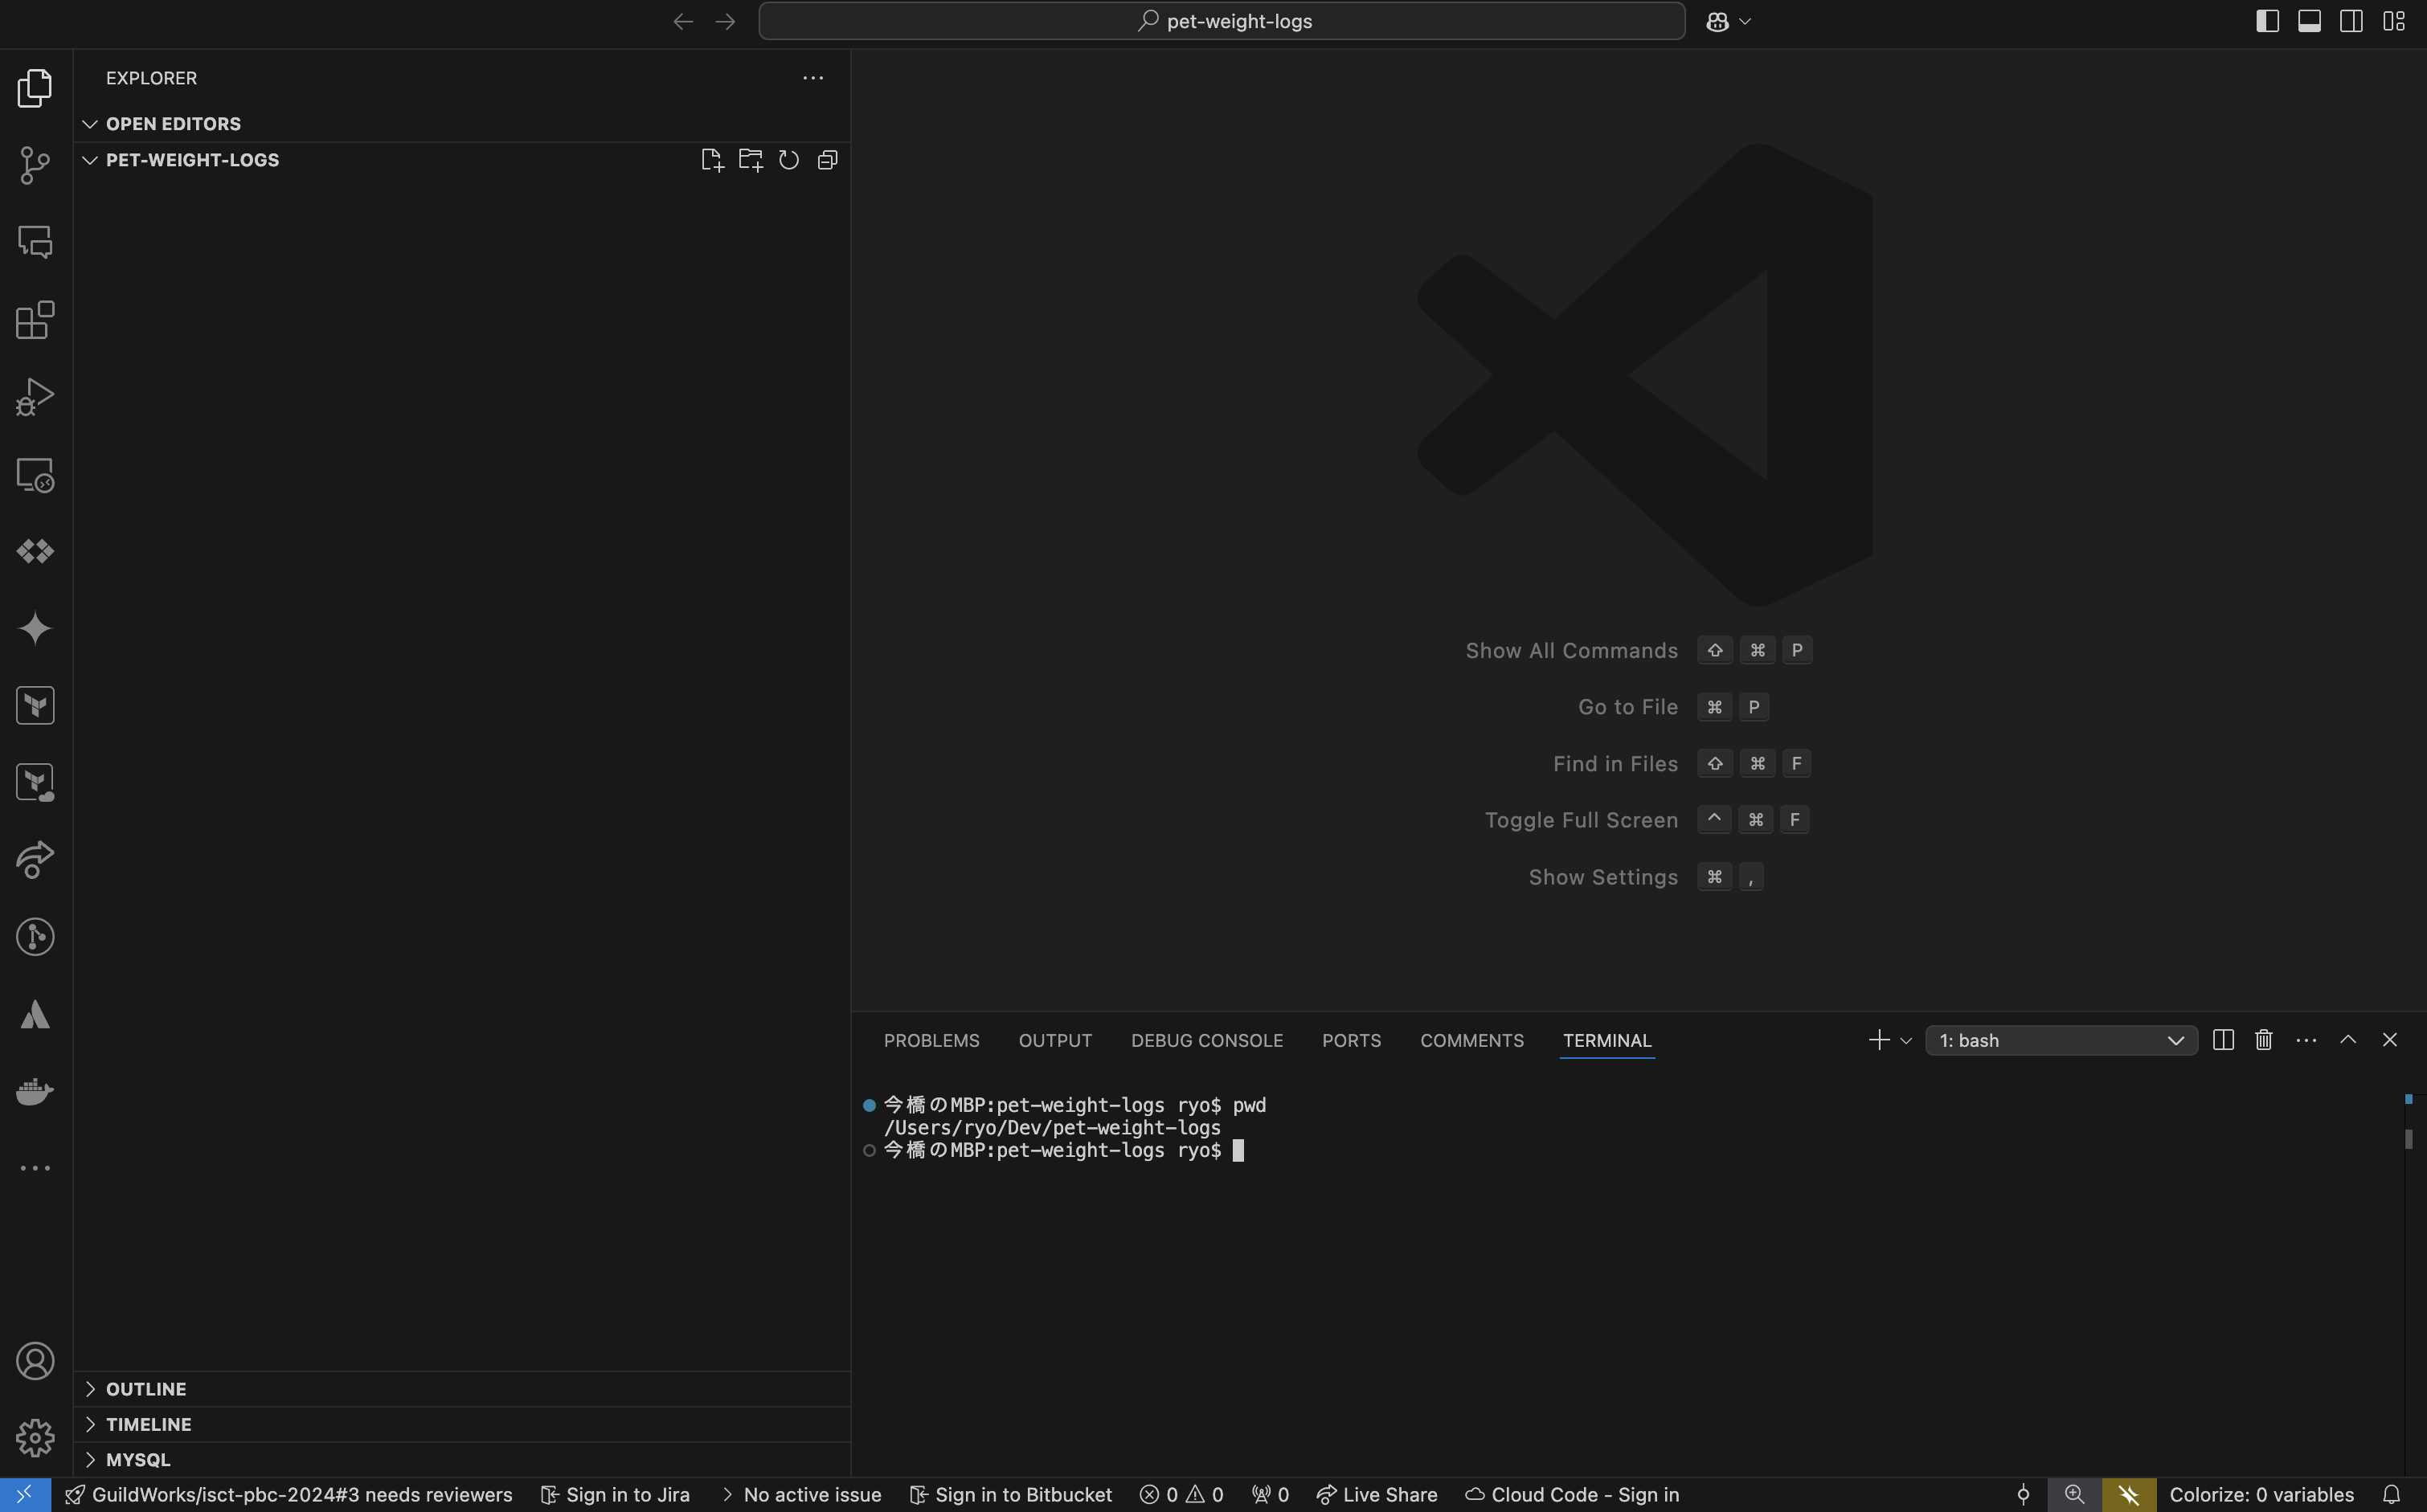 pet-weight-logs
EXPLORER
OPEN EDITORS
PET-WEIGHT-LOGS
Show All Commands ⇧ ⌘ P
Go to File ⌘ P
Find in Files ⇧ ⌘ F
Toggle Full Screen ^ ⌘ F
Show Settings ⌘ ,
PROBLEMS OUTPUT DEBUG CONSOLE PORTS COMMENTS TERMINAL 1: bash
今橋のMBP:pet-weight-logs ryo$ pwd
/Users/ryo/Dev/pet-weight-logs
今橋のMBP:pet-weight-logs ryo$
OUTLINE
TIMELINE
MYSQL
GuildWorks/isct-pbc-2024#3 needs reviewers Sign in to Jira No active issue Sign in to Bitbucket 0 0 0 Live Share Cloud Code - Sign in Colorize: 0 variables